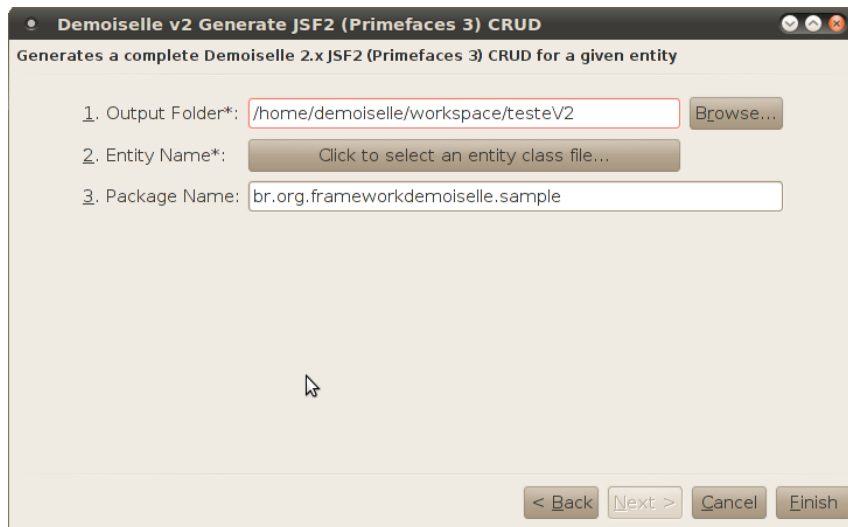 Demoiselle v2 Generate JSF2 (Primefaces 3) CRUD
Generates a complete Demoiselle 2.x JSF2 (Primefaces 3) CRUD for a given entity
1. Output Folder*: /home/demoiselle/workspace/testeV2 Browse...
2. Entity Name*: Click to select an entity class file...
3. Package Name: br.org.frameworkdemoiselle.sample
< Back Next > Cancel Finish